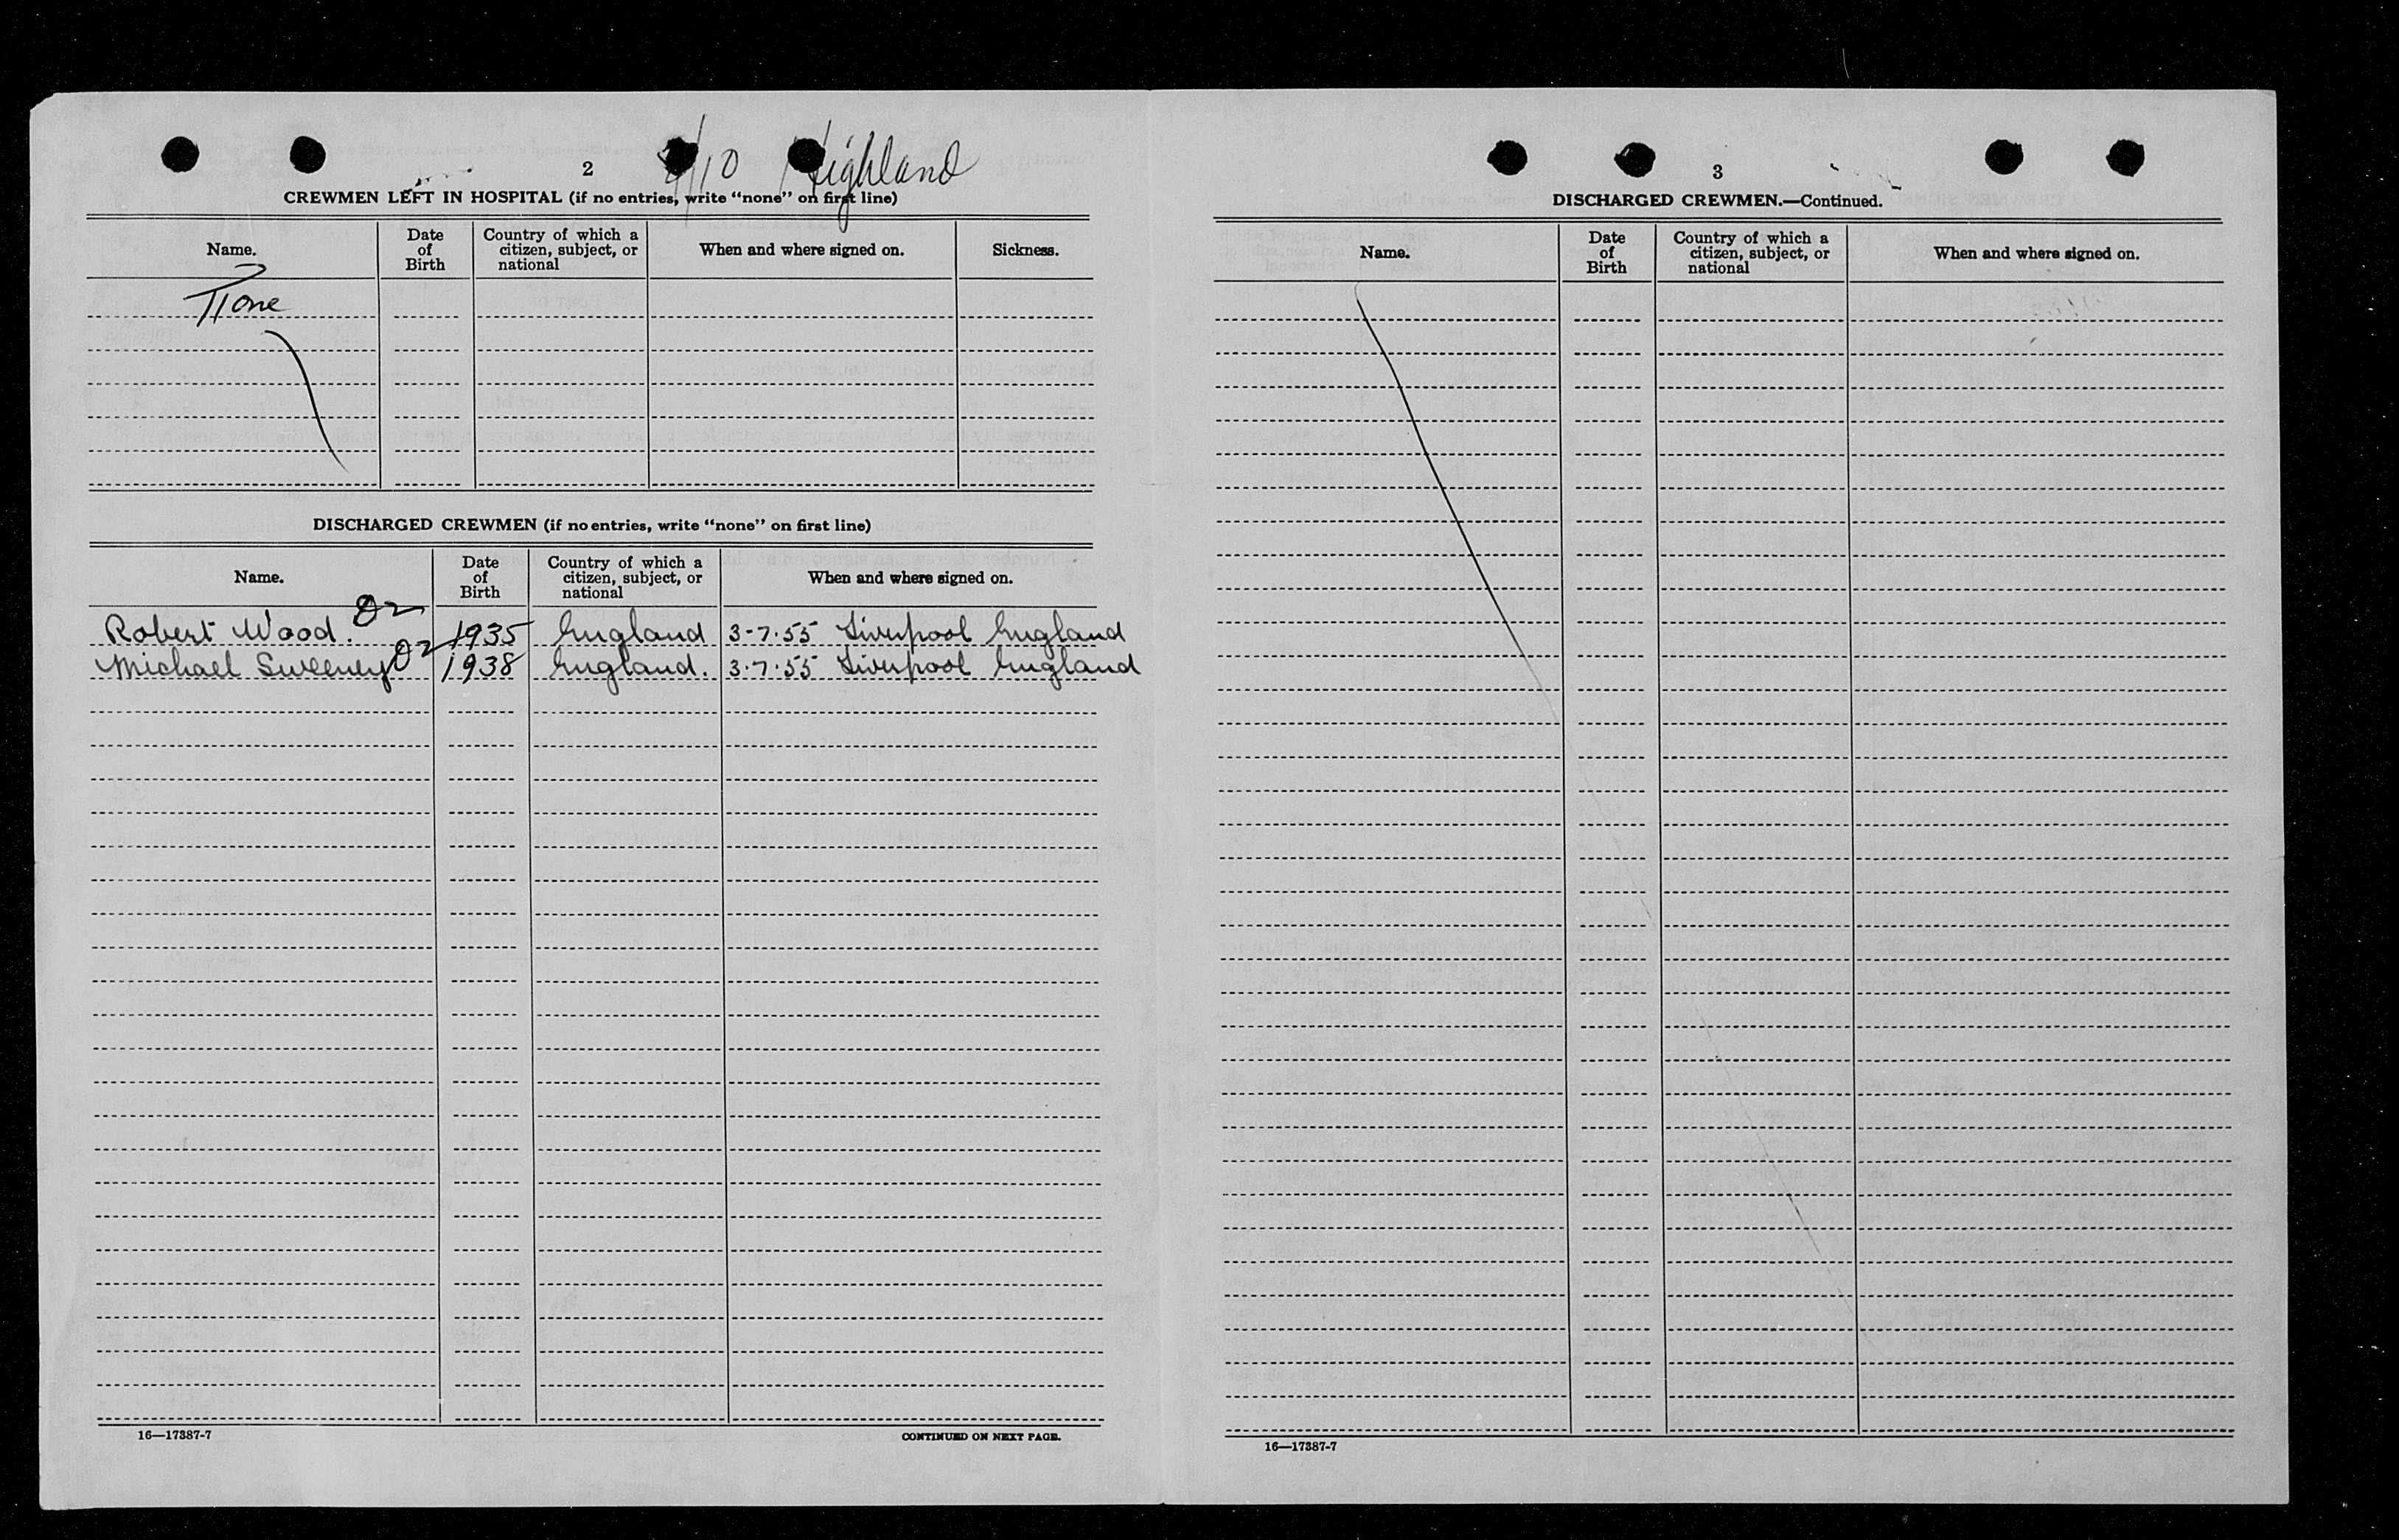 2
/10 Highland
CREWMEN LEFT IN HOSPITAL (if no entries, write “none” on first line)
Name.
Date of Birth
Country of which a citizen, subject, or national
When and where signed on.
Sickness.
None
DISCHARGED CREWMEN (if no entries, write “none” on first line)
Name.
Date of Birth
Country of which a citizen, subject, or national
When and where signed on.
Robert Wood. D2 1935 England 3-7-55 Liverpool England
Michael Sweeney D2 1938 England. 3.7.55 Liverpool England
16—17387-7
CONTINUED ON NEXT PAGE.
3
DISCHARGED CREWMEN.—Continued.
Name.
Date of Birth
Country of which a citizen, subject, or national
When and where signed on.
16—17387-7